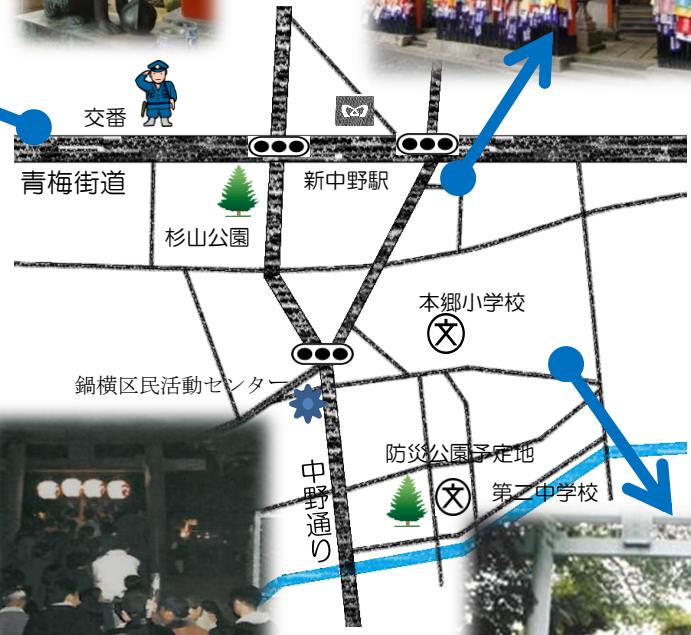 交番
青梅街道
新中野駅
杉山公園
本郷小学校
文
鍋横区民活動センター
防災公園予定地
中野通り
文
第二中学校